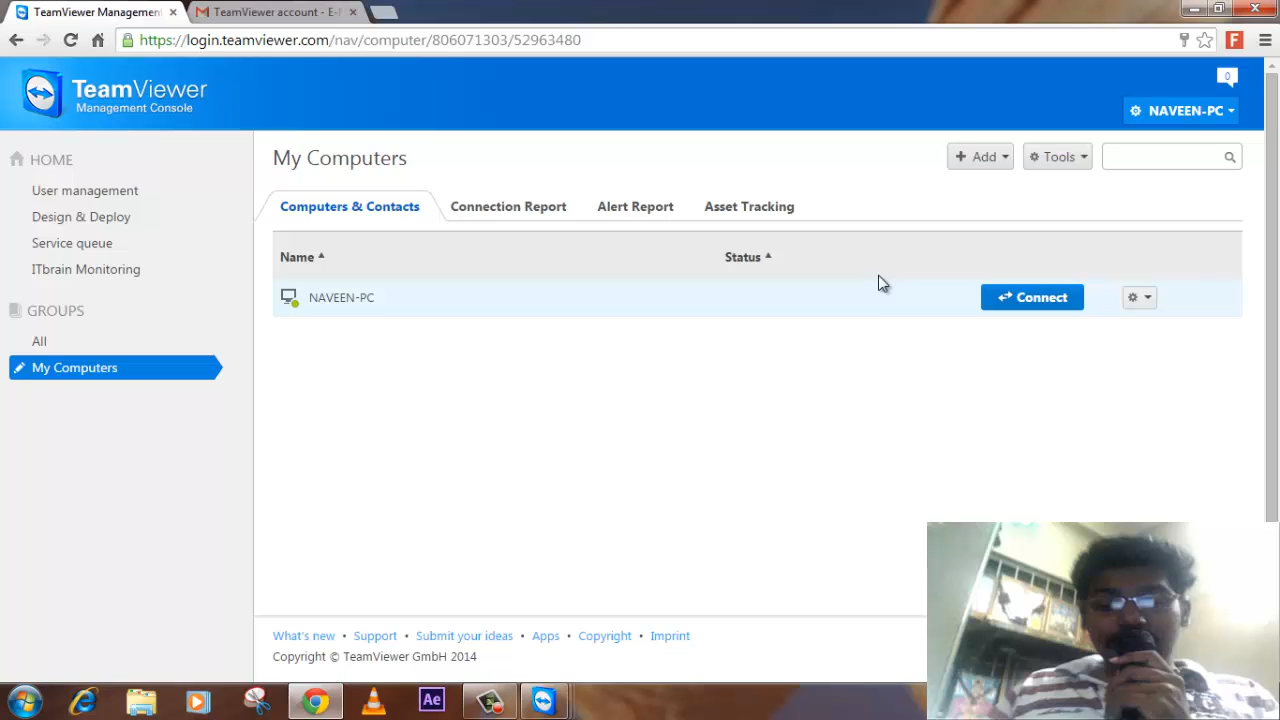 TeamViewer Management
TeamViewer account - E-
https://login.teamviewer.com/nav/computer/806071303/52963480
F
TeamViewer
Management Console
0
NAVEEN-PC
HOME
User management
Design & Deploy
Service queue
ITbrain Monitoring
GROUPS
All
My Computers
My Computers
Add
Tools
Computers & Contacts
Connection Report
Alert Report
Asset Tracking
Name
Status
NAVEEN-PC
Connect
What's new • Support • Submit your ideas • Apps • Copyright • Imprint
Copyright © TeamViewer GmbH 2014
Ae